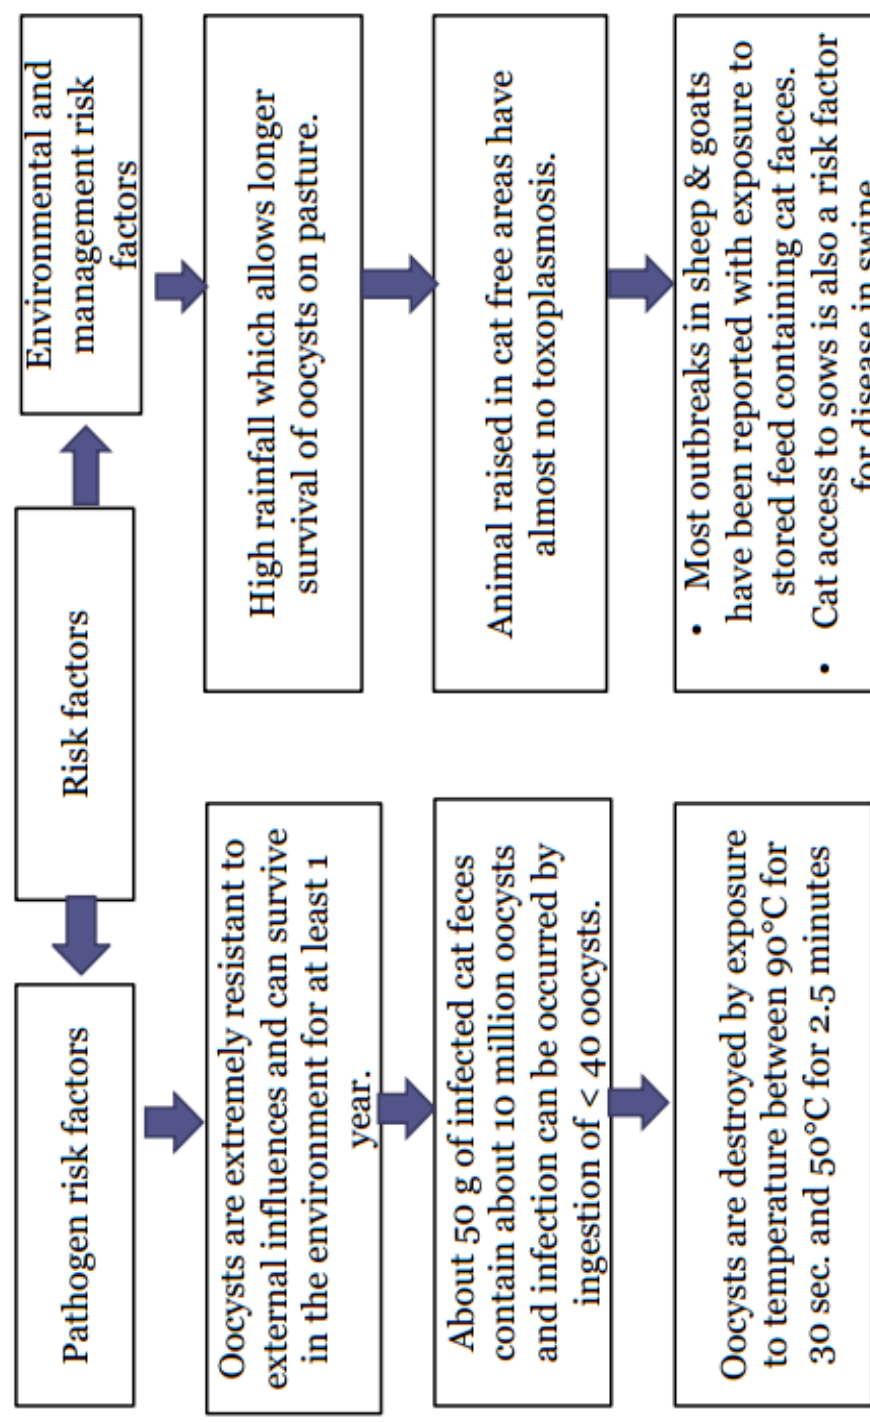 Risk factors
Pathogen risk factors
Oocysts are extremely resistant to
external influences and can survive
in the environment for at least 1
year.
About 50 g of infected cat feces
contain about 10 million oocysts
and infection can be occurred by
ingestion of < 40 oocysts.
Oocysts are destroyed by exposure
to temperature between 90°C for
30 sec. and 50°C for 2.5 minutes
Environmental and
management risk
factors
High rainfall which allows longer
survival of oocysts on pasture.
Animal raised in cat free areas have
almost no toxoplasmosis.
• Most outbreaks in sheep & goats
have been reported with exposure to
stored feed containing cat faeces.
• Cat access to sows is also a risk factor
for disease in swine